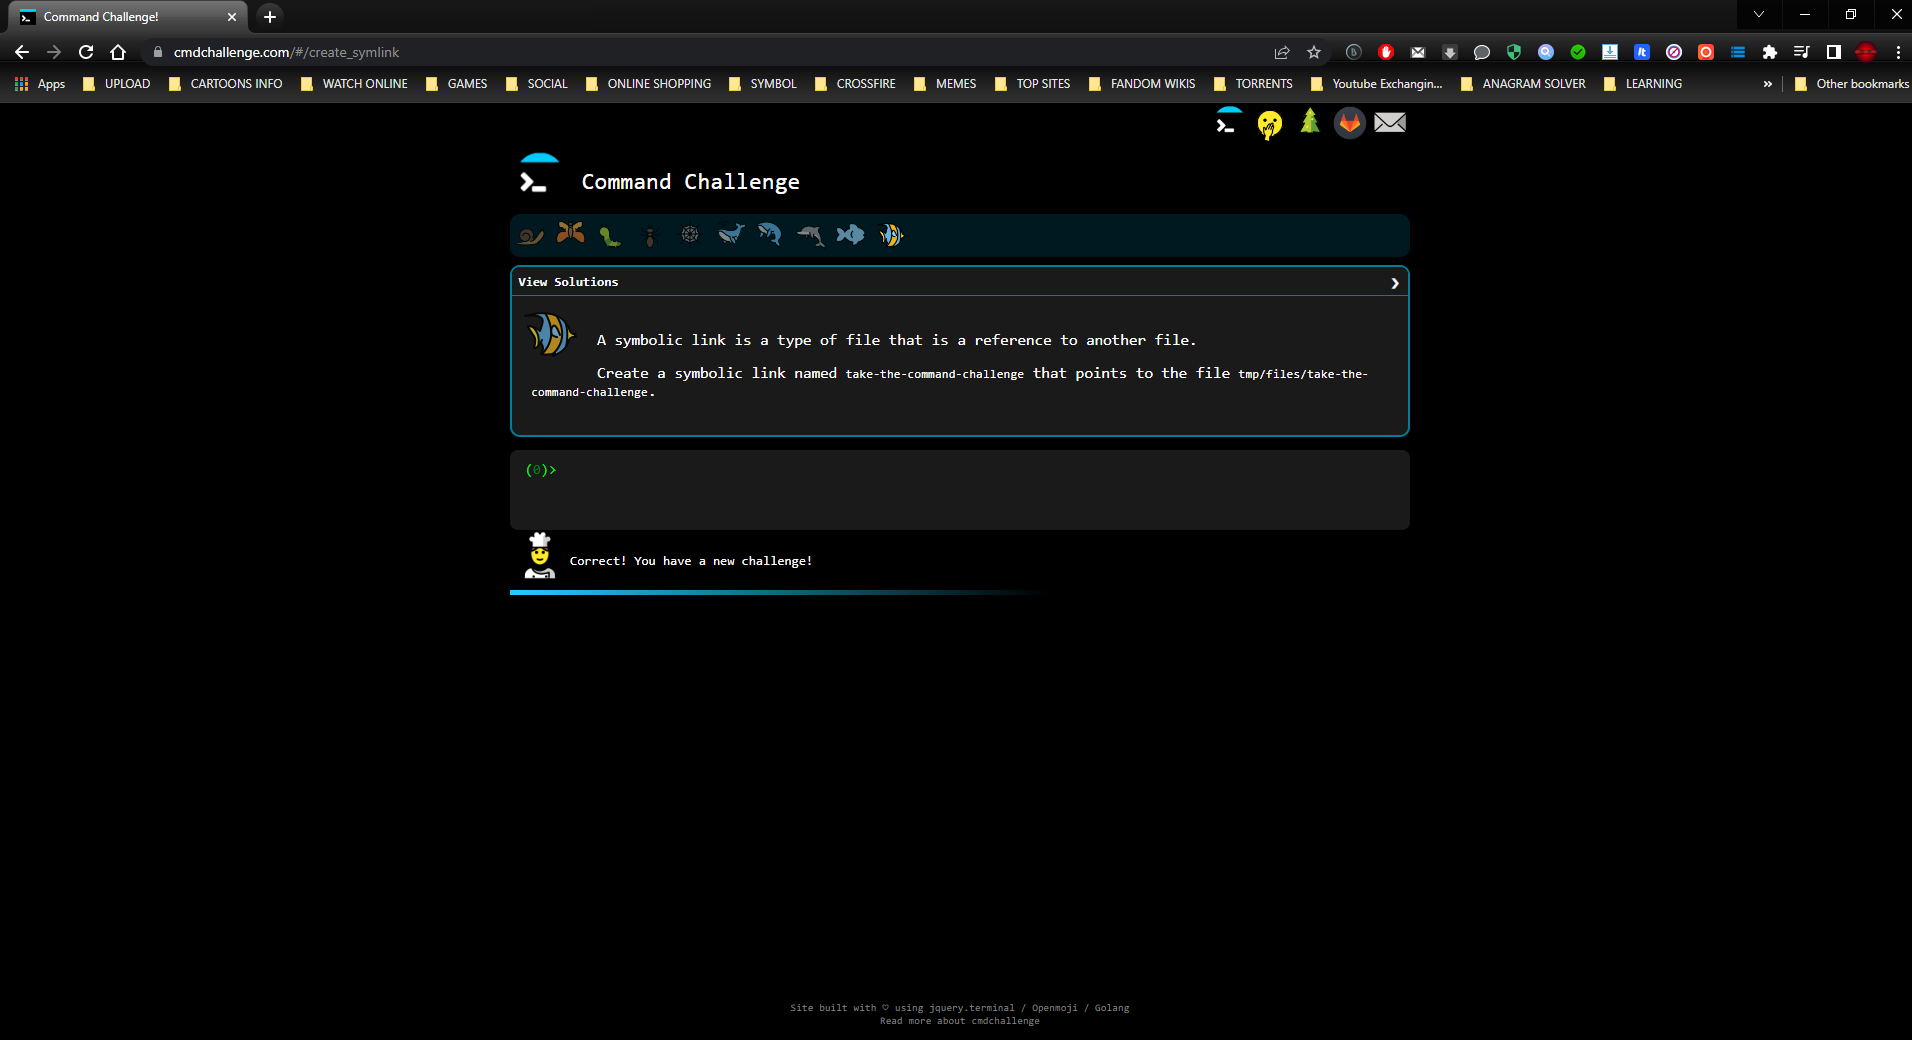 Command Challenge!
cmdchallenge.com/#/create_symlink
Apps UPLOAD CARTOONS INFO WATCH ONLINE GAMES SOCIAL ONLINE SHOPPING SYMBOL CROSSFIRE MEMES TOP SITES FANDOM WIKIS TORRENTS Youtube Exchangin... ANAGRAM SOLVER LEARNING » Other bookmarks
Command Challenge
View Solutions
A symbolic link is a type of file that is a reference to another file.
Create a symbolic link named take-the-command-challenge that points to the file tmp/files/take-the-
command-challenge.
(0)>
Correct! You have a new challenge!
Site built with ♡ using jquery.terminal / Openmoji / Golang
Read more about cmdchallenge